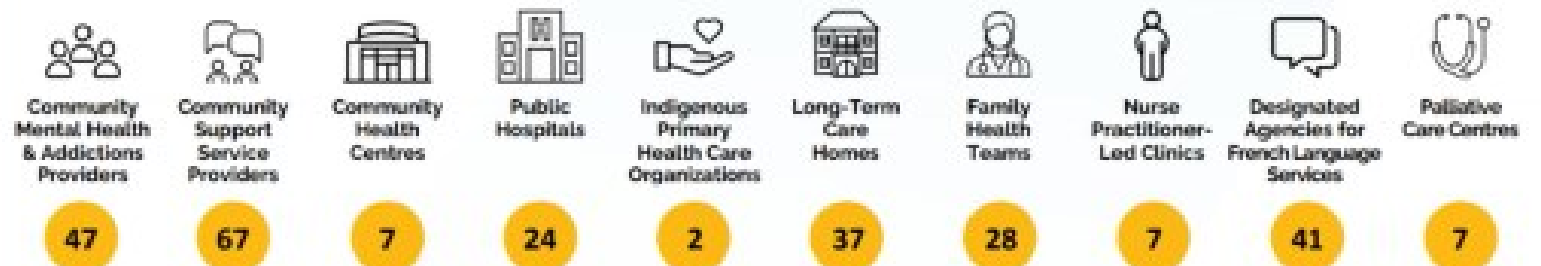 Community
Mental Health
& Addictions
Providers
47
Community
Support
Service
Providers
67
Community
Health
Centres
7
H
Public
Hospitals
24
Indigenous
Primary
Health Care
Organizations
2
Long-Term
Care
Homes
37
Family
Health
Teams
28
Nurse
Practitioner-
Led Clinics
7
Designated
Agencies for
French Language
Services
41
Palliative
Care Centres
7